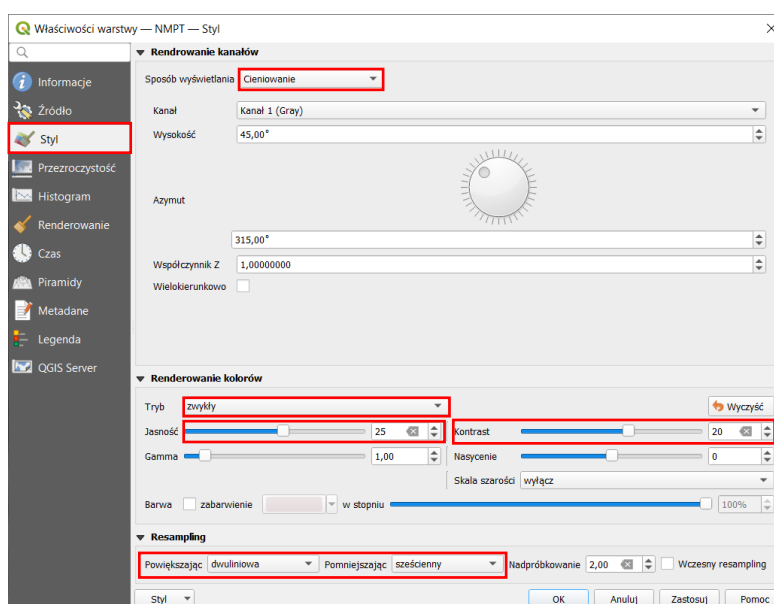 Właściwości warstwy — NMPT — Styl
Informacje
Źródło
Styl
Przezroczystość
Histogram
Renderowanie
Czas
Piramidy
Metadane
Legenda
QGIS Server
Rendrowanie kanałów
Sposób wyświetlania Cieniowanie
Kanał Kanał 1 (Gray)
Wysokość 45,00°
Azymut
315,00°
Współczynnik Z 1,00000000
Wielokierunkowo
Renderowanie kolorów
Tryb zwykły Wyczyść
Jasność 25 Kontrast 20
Gamma 1,00 Nasycenie 0
Skala szarości wyłącz
Barwa zabarwienie w stopniu 100%
Resampling
Powiększając dwuliniowa Pomniejszając sześcienny Nadpróbkowanie 2,00 Wczesny resampling
Styl OK Anuluj Zastosuj Pomoc